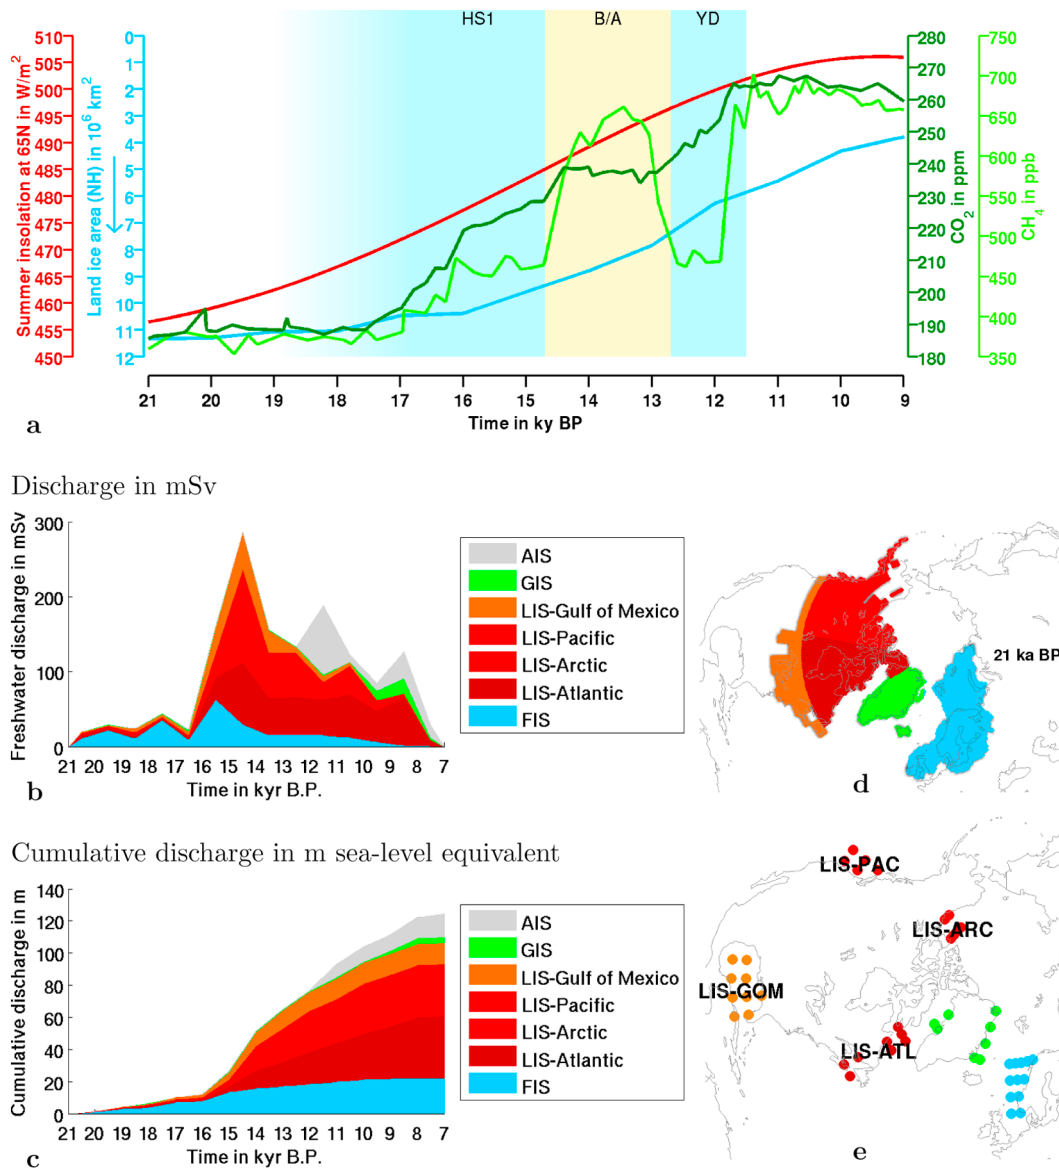 HS1 B/A YD
510 505 500 495 490 485 480 475 470 465 460 455 450
Summer insolation at 65N in W/m²
0 1 2 3 4 5 6 7 8 9 10 11 12
Land ice area (NH) in 10⁶ km²
280 270 260 250 240 230 220 210 200 190 180
CO₂ in ppm
750 700 650 600 550 500 450 400 350
CH₄ in ppb
21 20 19 18 17 16 15 14 13 12 11 10 9
Time in ky BP
a
Discharge in mSv
Freshwater discharge in mSv
300
200
100
0
21 20 19 18 17 16 15 14 13 12 11 10 9 8 7
Time in kyr B.P.
b
AIS
GIS
LIS-Gulf of Mexico
LIS-Pacific
LIS-Arctic
LIS-Atlantic
FIS
21 ka BP
d
Cumulative discharge in m sea-level equivalent
Cumulative discharge in m
140
120
100
80
60
40
20
0
21 20 19 18 17 16 15 14 13 12 11 10 9 8 7
Time in kyr B.P.
c
AIS
GIS
LIS-Gulf of Mexico
LIS-Pacific
LIS-Arctic
LIS-Atlantic
FIS
LIS-PAC
LIS-ARC
LIS-GOM
LIS-ATL
e